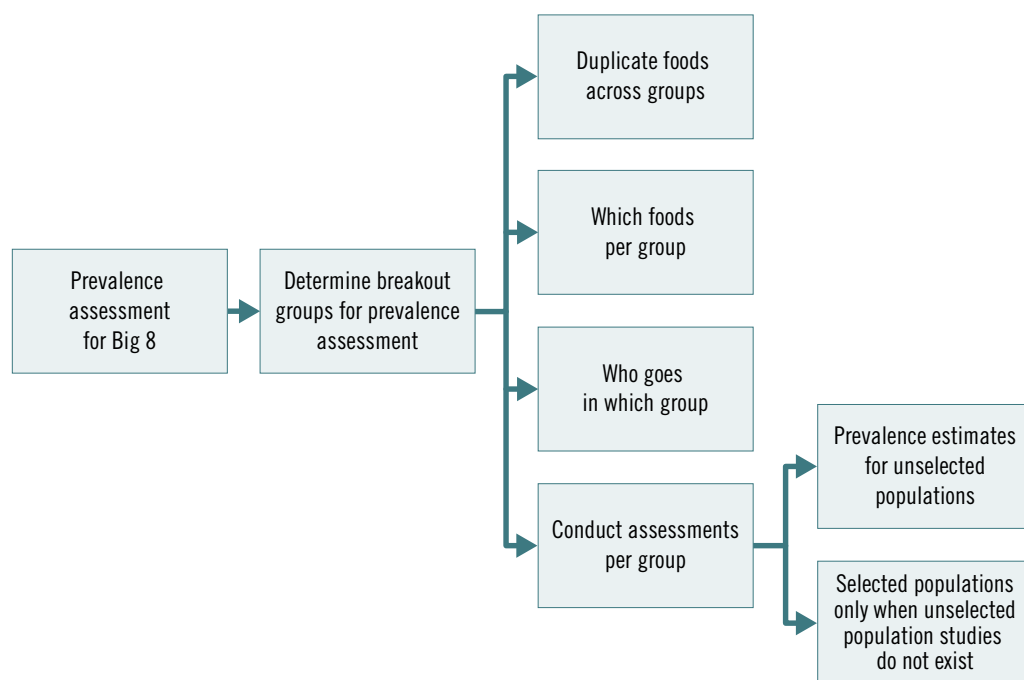 Prevalence
assessment
for Big 8
Determine breakout
groups for prevalence
assessment
Duplicate foods
across groups
Which foods
per group
Who goes
in which group
Conduct assessments
per group
Prevalence estimates
for unselected
populations
Selected populations
only when unselected
population studies
do not exist